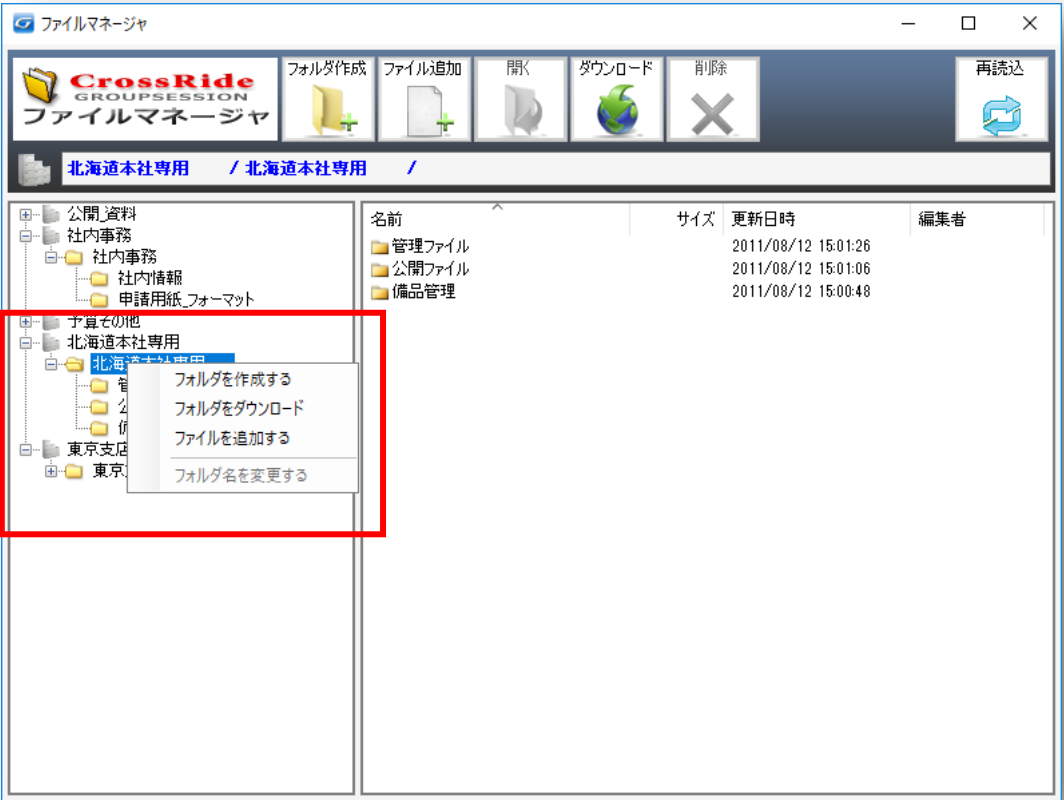 ファイルマネージャ
CrossRide
GROUPSESSION
ファイルマネージャ
フォルダ作成
ファイル追加
開く
ダウンロード
削除
再読込
北海道本社専用 / 北海道本社専用 /
公開_資料
社内事務
社内事務
社内情報
申請用紙_フォーマット
予算その他
北海道本社専用
北海道本社専用
東京支店
東京
フォルダを作成する
フォルダをダウンロード
ファイルを追加する
フォルダ名を変更する
名前 サイズ 更新日時 編集者
管理ファイル 2011/08/12 15:01:26
公開ファイル 2011/08/12 15:01:06
備品管理 2011/08/12 15:00:48